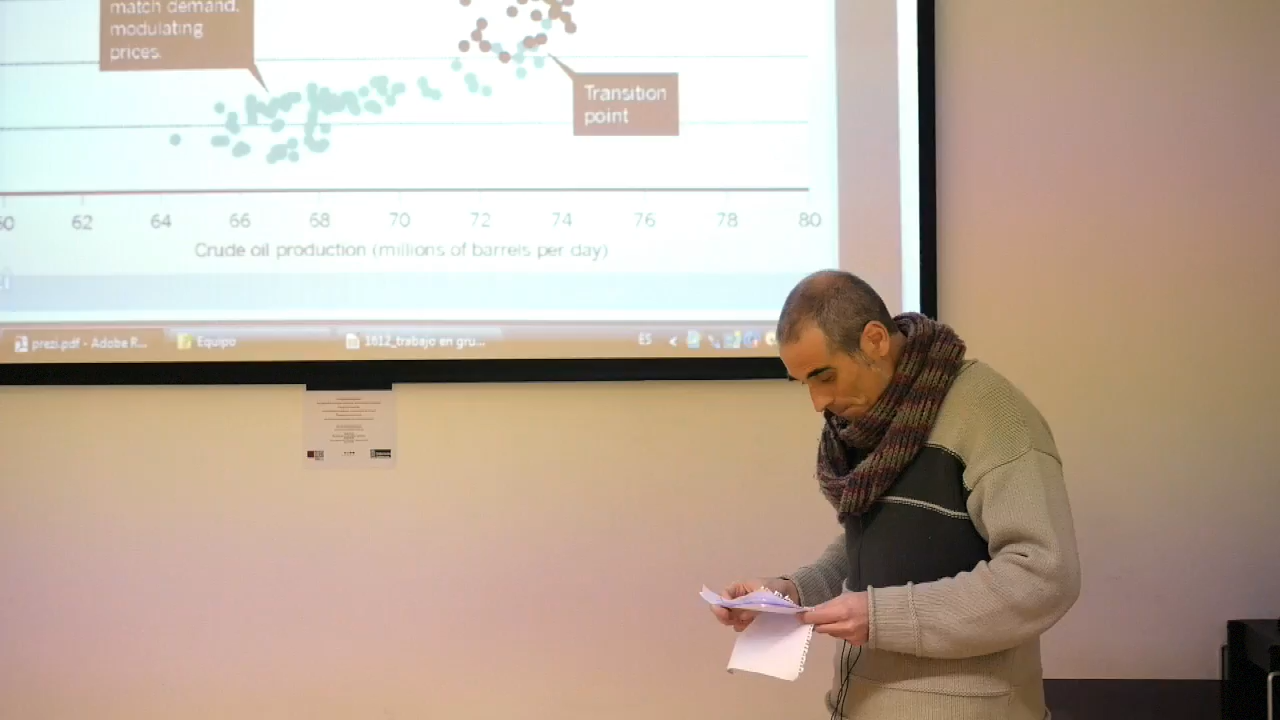 match demand,
modulating
prices.
Transition
point
60 62 64 66 68 70 72 74 76 78 80
Crude oil production (millions of barrels per day)
prezi.pdf - Adobe R... Equipo 1612_trabajo en gru... ES